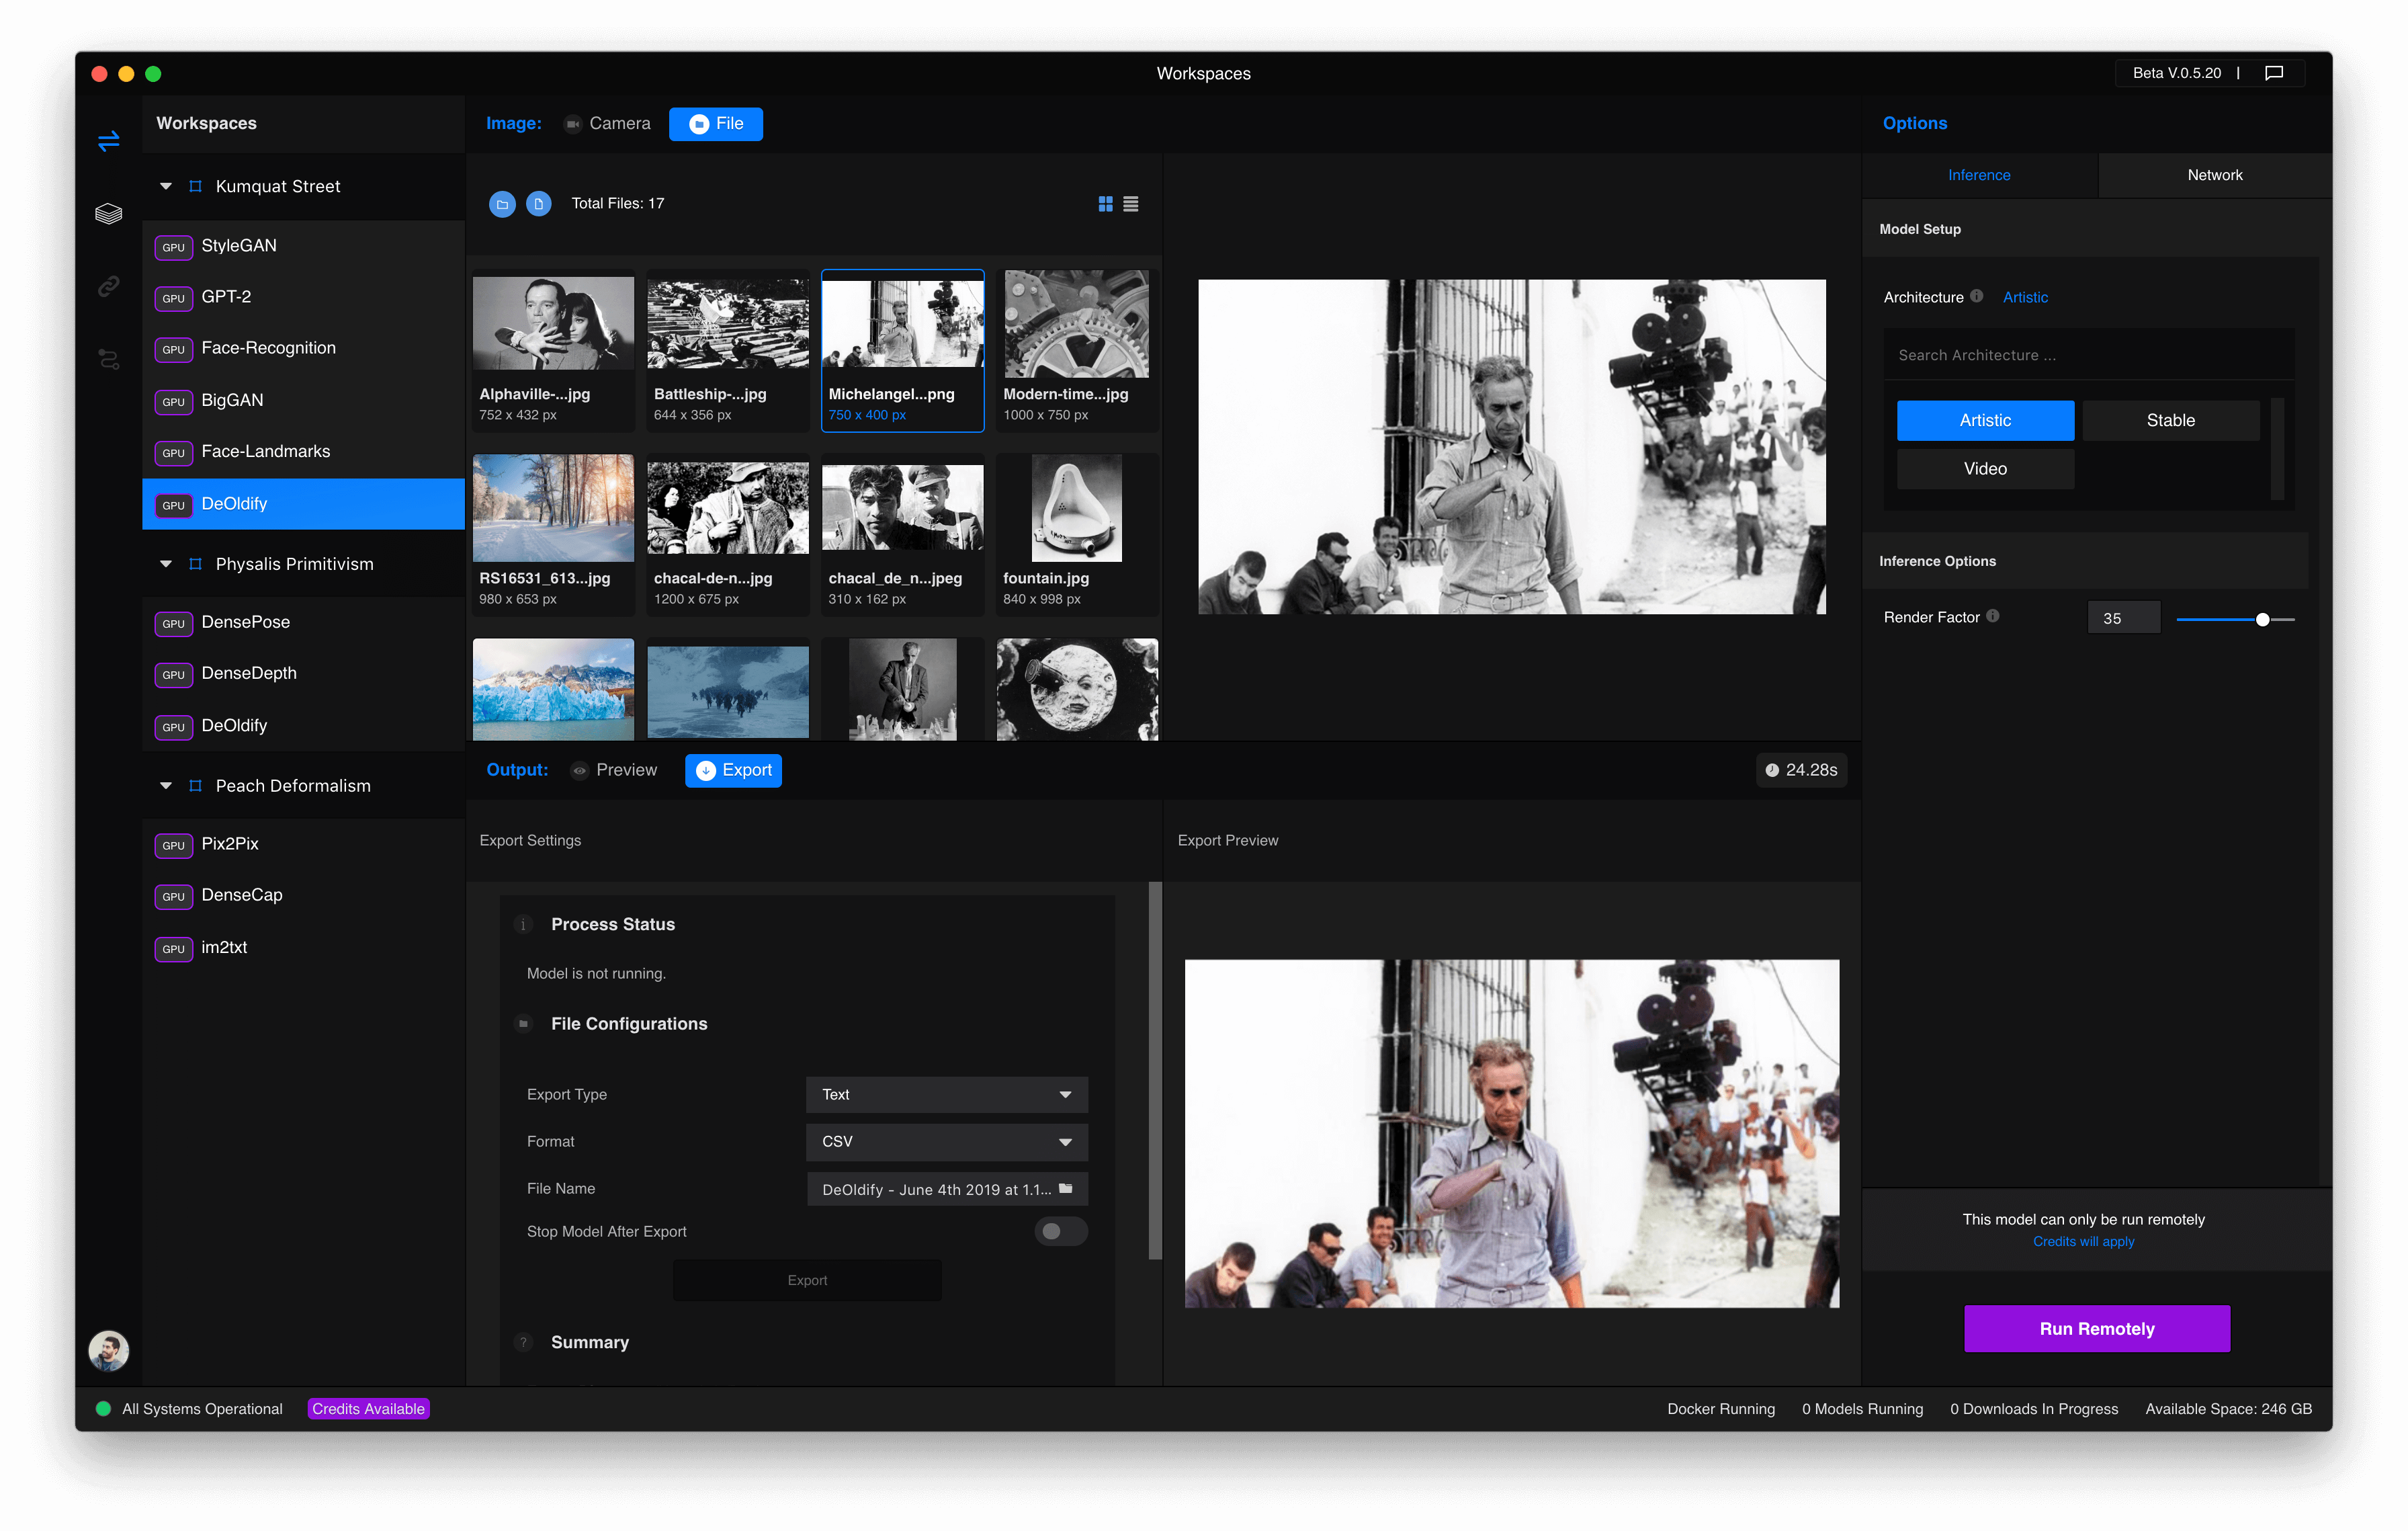 Workspaces
Beta V.0.5.20 |
Workspaces
Kumquat Street
GPU StyleGAN
GPU GPT-2
GPU Face-Recognition
GPU BigGAN
GPU Face-Landmarks
GPU DeOldify
Physalis Primitivism
GPU DensePose
GPU DenseDepth
GPU DeOldify
Peach Deformalism
GPU Pix2Pix
GPU DenseCap
GPU im2txt
Image: Camera File
Total Files: 17
Alphaville-...jpg
752 x 432 px
Battleship-...jpg
644 x 356 px
Michelangel...png
750 x 400 px
Modern-time...jpg
1000 x 750 px
RS16531_613...jpg
980 x 653 px
chacal-de-n...jpg
1200 x 675 px
chacal_de_n...jpeg
310 x 162 px
fountain.jpg
840 x 998 px
Output: Preview Export
24.28s
Export Settings
Process Status
Model is not running.
File Configurations
Export Type Text
Format CSV
File Name DeOldify - June 4th 2019 at 1.1...
Stop Model After Export
Export
? Summary
Export Preview
Options
Inference Network
Model Setup
Architecture Artistic
Search Architecture ...
Artistic Stable
Video
Inference Options
Render Factor 35
This model can only be run remotely
Credits will apply
Run Remotely
All Systems Operational Credits Available
Docker Running 0 Models Running 0 Downloads In Progress Available Space: 246 GB